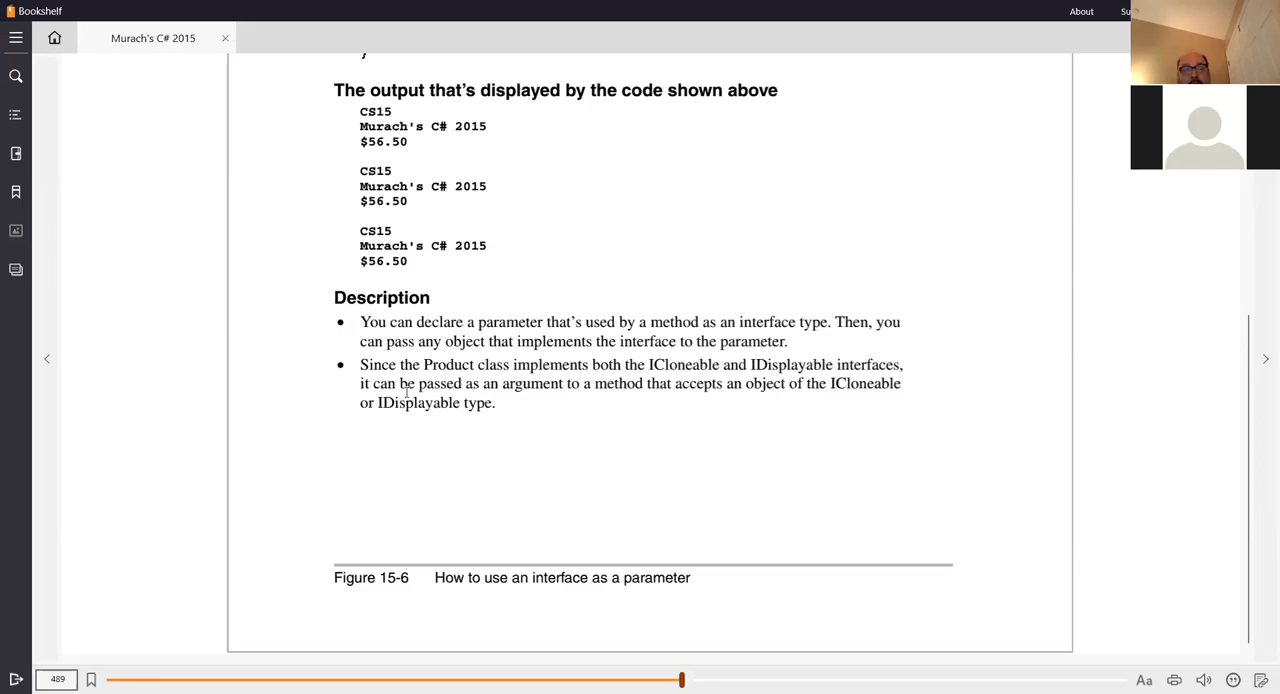 Bookshelf
About
Su
Murach's C# 2015
}
The output that's displayed by the code shown above
CS15
Murach's C# 2015
$56.50
CS15
Murach's C# 2015
$56.50
CS15
Murach's C# 2015
$56.50
Description
• You can declare a parameter that's used by a method as an interface type. Then, you
can pass any object that implements the interface to the parameter.
• Since the Product class implements both the ICloneable and IDisplayable interfaces,
it can be passed as an argument to a method that accepts an object of the ICloneable
or IDisplayable type.
Figure 15-6 How to use an interface as a parameter
489
Aa